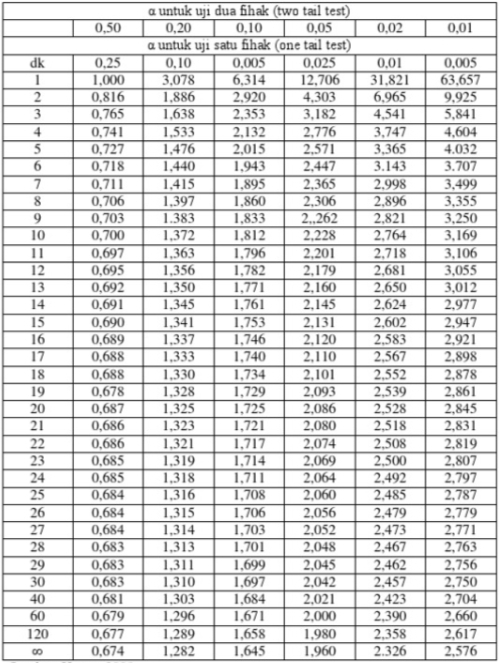 α untuk uji dua fihak (two tail test)
0,50 0,20 0,10 0,05 0,02 0,01
α untuk uji satu fihak (one tail test)
dk 0,25 0,10 0,005 0,025 0,01 0,005
1 1,000 3,078 6,314 12,706 31,821 63,657
2 0,816 1,886 2,920 4,303 6,965 9,925
3 0,765 1,638 2,353 3,182 4,541 5,841
4 0,741 1,533 2,132 2,776 3,747 4,604
5 0,727 1,476 2,015 2,571 3,365 4.032
6 0,718 1,440 1,943 2,447 3.143 3.707
7 0,711 1,415 1,895 2,365 2,998 3,499
8 0,706 1,397 1,860 2,306 2,896 3,355
9 0,703 1.383 1,833 2,,262 2,821 3,250
10 0,700 1,372 1,812 2,228 2,764 3,169
11 0,697 1,363 1,796 2,201 2,718 3,106
12 0,695 1,356 1,782 2,179 2,681 3,055
13 0,692 1,350 1,771 2,160 2,650 3,012
14 0,691 1,345 1,761 2,145 2,624 2,977
15 0,690 1,341 1,753 2,131 2,602 2,947
16 0,689 1,337 1,746 2,120 2,583 2,921
17 0,688 1,333 1,740 2,110 2,567 2,898
18 0,688 1,330 1,734 2,101 2,552 2,878
19 0,678 1,328 1,729 2,093 2,539 2,861
20 0,687 1,325 1,725 2,086 2,528 2,845
21 0,686 1,323 1,721 2,080 2,518 2,831
22 0,686 1,321 1,717 2,074 2,508 2,819
23 0,685 1,319 1,714 2,069 2,500 2,807
24 0,685 1,318 1,711 2,064 2,492 2,797
25 0,684 1,316 1,708 2,060 2,485 2,787
26 0,684 1,315 1,706 2,056 2,479 2,779
27 0,684 1,314 1,703 2,052 2,473 2,771
28 0,683 1,313 1,701 2,048 2,467 2,763
29 0,683 1,311 1,699 2,045 2,462 2,756
30 0,683 1,310 1,697 2,042 2,457 2,750
40 0,681 1,303 1,684 2,021 2,423 2,704
60 0,679 1,296 1,671 2,000 2,390 2,660
120 0,677 1,289 1,658 1,980 2,358 2,617
∞ 0,674 1,282 1,645 1,960 2.326 2,576